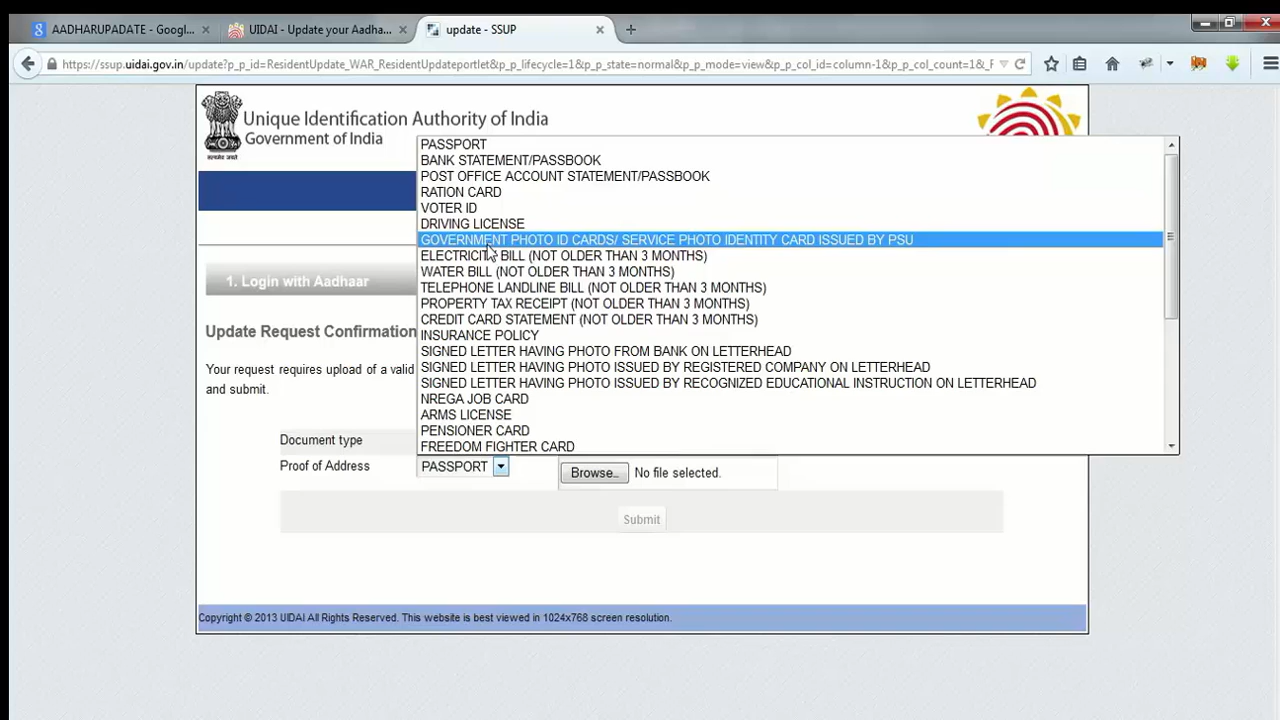 AADHARUPADATE - Googl...
UIDAI - Update your Aadha...
update - SSUP
https://ssup.uidai.gov.in/update?p_p_id=ResidentUpdate_WAR_ResidentUpdateportlet&p_p_lifecycle=1&p_p_state=normal&p_p_mode=view&p_p_col_id=column-1&p_p_col_count=1&_F
Unique Identification Authority of India
Government of India
PASSPORT
BANK STATEMENT/PASSBOOK
POST OFFICE ACCOUNT STATEMENT/PASSBOOK
RATION CARD
VOTER ID
DRIVING LICENSE
GOVERNMENT PHOTO ID CARDS/ SERVICE PHOTO IDENTITY CARD ISSUED BY PSU
ELECTRICITY BILL (NOT OLDER THAN 3 MONTHS)
WATER BILL (NOT OLDER THAN 3 MONTHS)
TELEPHONE LANDLINE BILL (NOT OLDER THAN 3 MONTHS)
PROPERTY TAX RECEIPT (NOT OLDER THAN 3 MONTHS)
CREDIT CARD STATEMENT (NOT OLDER THAN 3 MONTHS)
INSURANCE POLICY
SIGNED LETTER HAVING PHOTO FROM BANK ON LETTERHEAD
SIGNED LETTER HAVING PHOTO ISSUED BY REGISTERED COMPANY ON LETTERHEAD
SIGNED LETTER HAVING PHOTO ISSUED BY RECOGNIZED EDUCATIONAL INSTRUCTION ON LETTERHEAD
NREGA JOB CARD
ARMS LICENSE
PENSIONER CARD
FREEDOM FIGHTER CARD
1. Login with Aadhaar
Update Request Confirmation
Your request requires upload of a valid
and submit.
Document type
Proof of Address PASSPORT Browse... No file selected.
Submit
Copyright © 2013 UIDAI All Rights Reserved. This website is best viewed in 1024x768 screen resolution.